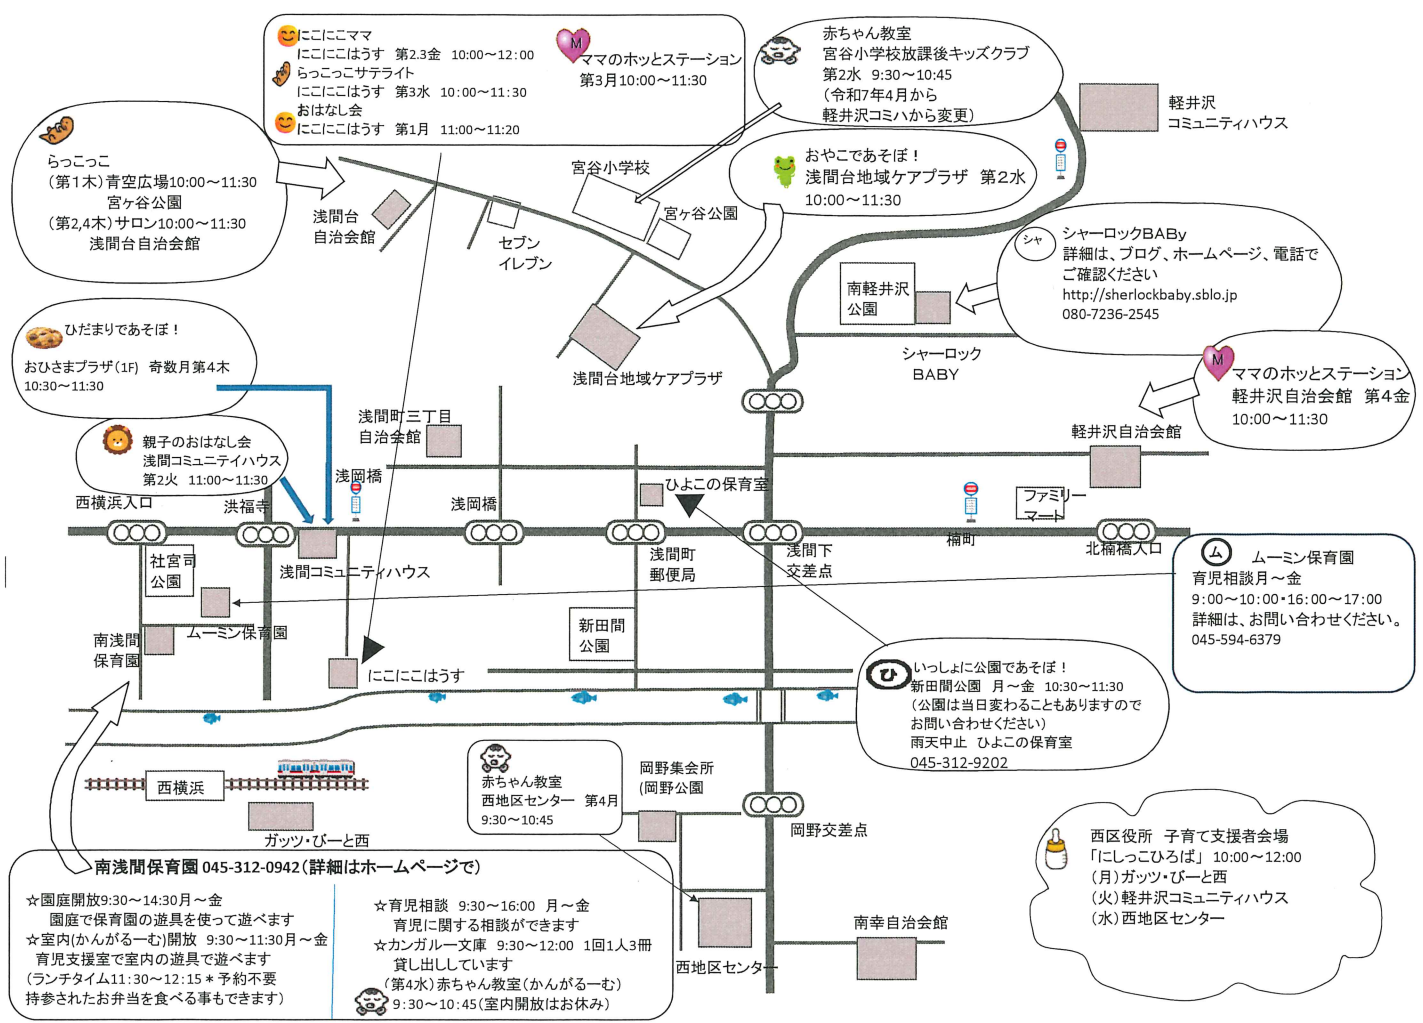 にこにこママ
にこにこはうす 第2.3金 10:00～12:00
らっこっこサテライト
にこにこはうす 第3水 10:00～11:30
おはなし会
にこにこはうす 第1月 11:00～11:20
M
ママのホッとステーション
第3月10:00～11:30
赤ちゃん教室
宮谷小学校放課後キッズクラブ
第2水 9:30～10:45
(令和7年4月から
軽井沢コミハから変更)
軽井沢
コミュニティハウス
らっこっこ
(第1木)青空広場10:00～11:30
宮ヶ谷公園
(第2,4木)サロン10:00～11:30
浅間台自治会館
おやこであそぼ!
浅間台地域ケアプラザ 第2水
10:00～11:30
宮谷小学校
宮ヶ谷公園
浅間台
自治会館
セブン
イレブン
シャ
シャーロックBABy
詳細は、ブログ、ホームページ、電話で
ご確認ください
http://sherlockbaby.sblo.jp
080-7236-2545
南軽井沢
公園
シャーロック
BABY
浅間台地域ケアプラザ
ひだまりであそぼ!
おひさまプラザ(1F) 奇数月第4木
10:30～11:30
M
ママのホッとステーション
軽井沢自治会館 第4金
10:00～11:30
浅間町三丁目
自治会館
軽井沢自治会館
親子のおはなし会
浅間コミュニテイハウス
第2火 11:00～11:30
西横浜入口
洪福寺
浅岡橋
浅岡橋
ひよこの保育室
ファミリー
マート
楠町
北楠橋入口
浅間町
郵便局
浅間下
交差点
社宮司
公園
浅間コミュニティハウス
ム
ムーミン保育園
育児相談月～金
9:00～10:00・16:00～17:00
詳細は、お問い合わせください。
045-594-6379
ムーミン保育園
南浅間
保育園
新田間
公園
にこにこはうす
ひ
いっしょに公園であそぼ!
新田間公園 月～金 10:30～11:30
(公園は当日変わることもありますので
お問い合わせください)
雨天中止 ひよこの保育室
045-312-9202
西横浜
ガッツ・びーと西
赤ちゃん教室
西地区センター 第4月
9:30～10:45
岡野集会所
(岡野公園
岡野交差点
西地区センター
南幸自治会館
西区役所 子育て支援者会場
「にしっこひろば」 10:00～12:00
(月)ガッツ・びーと西
(火)軽井沢コミュニティハウス
(水)西地区センター
南浅間保育園 045-312-0942(詳細はホームページで)
☆園庭開放9:30～14:30月～金
園庭で保育園の遊具を使って遊べます
☆室内(かんがるーむ)開放 9:30～11:30月～金
育児支援室で室内の遊具で遊べます
(ランチタイム11:30～12:15＊予約不要
持参されたお弁当を食べる事もできます)
☆育児相談 9:30～16:00 月～金
育児に関する相談ができます
☆カンガルー文庫 9:30～12:00 1回1人3冊
貸し出ししています
(第4水)赤ちゃん教室(かんがるーむ)
9:30～10:45(室内開放はお休み)